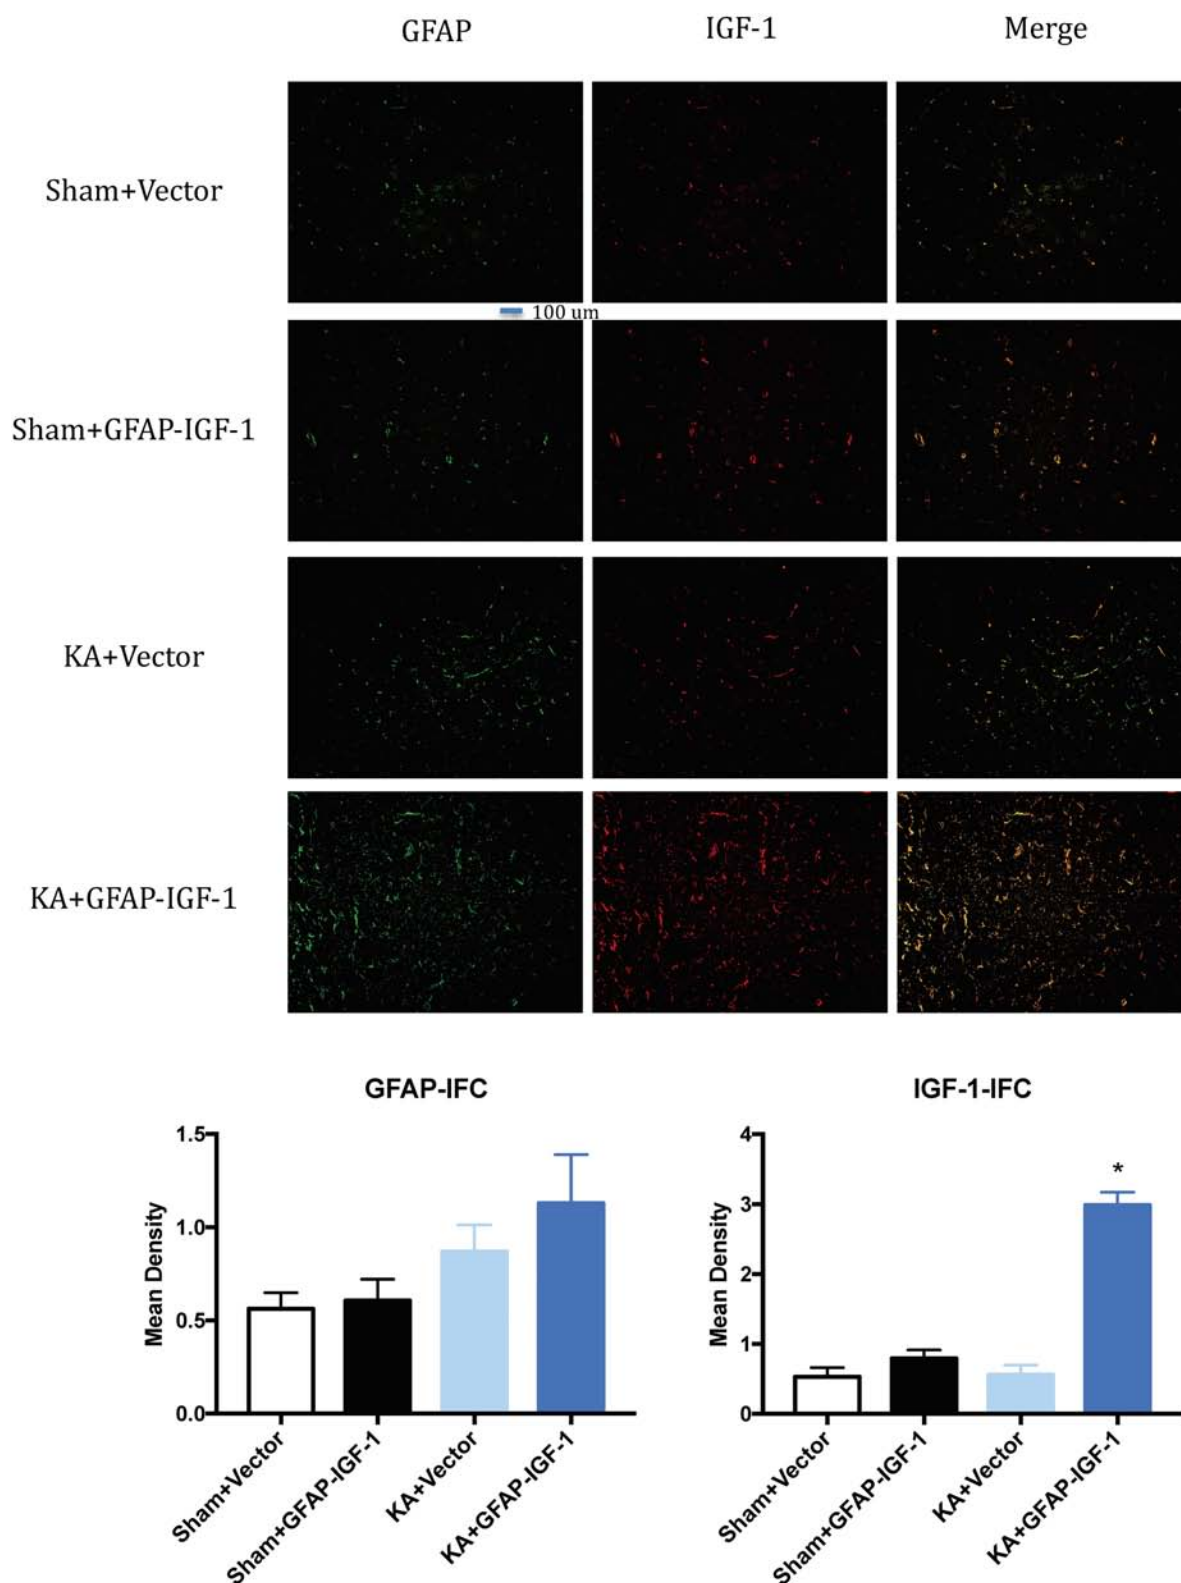 GFAP IGF-1 Merge
Sham+Vector
100 um
Sham+GFAP-IGF-1
KA+Vector
KA+GFAP-IGF-1
GFAP-IFC
1.5
1.0
0.5
0.0
Mean Density
Sham+Vector
Sham+GFAP-IGF-1
KA+Vector
KA+GFAP-IGF-1
IGF-1-IFC
4
3
2
1
0
Mean Density
*
Sham+Vector
Sham+GFAP-IGF-1
KA+Vector
KA+GFAP-IGF-1